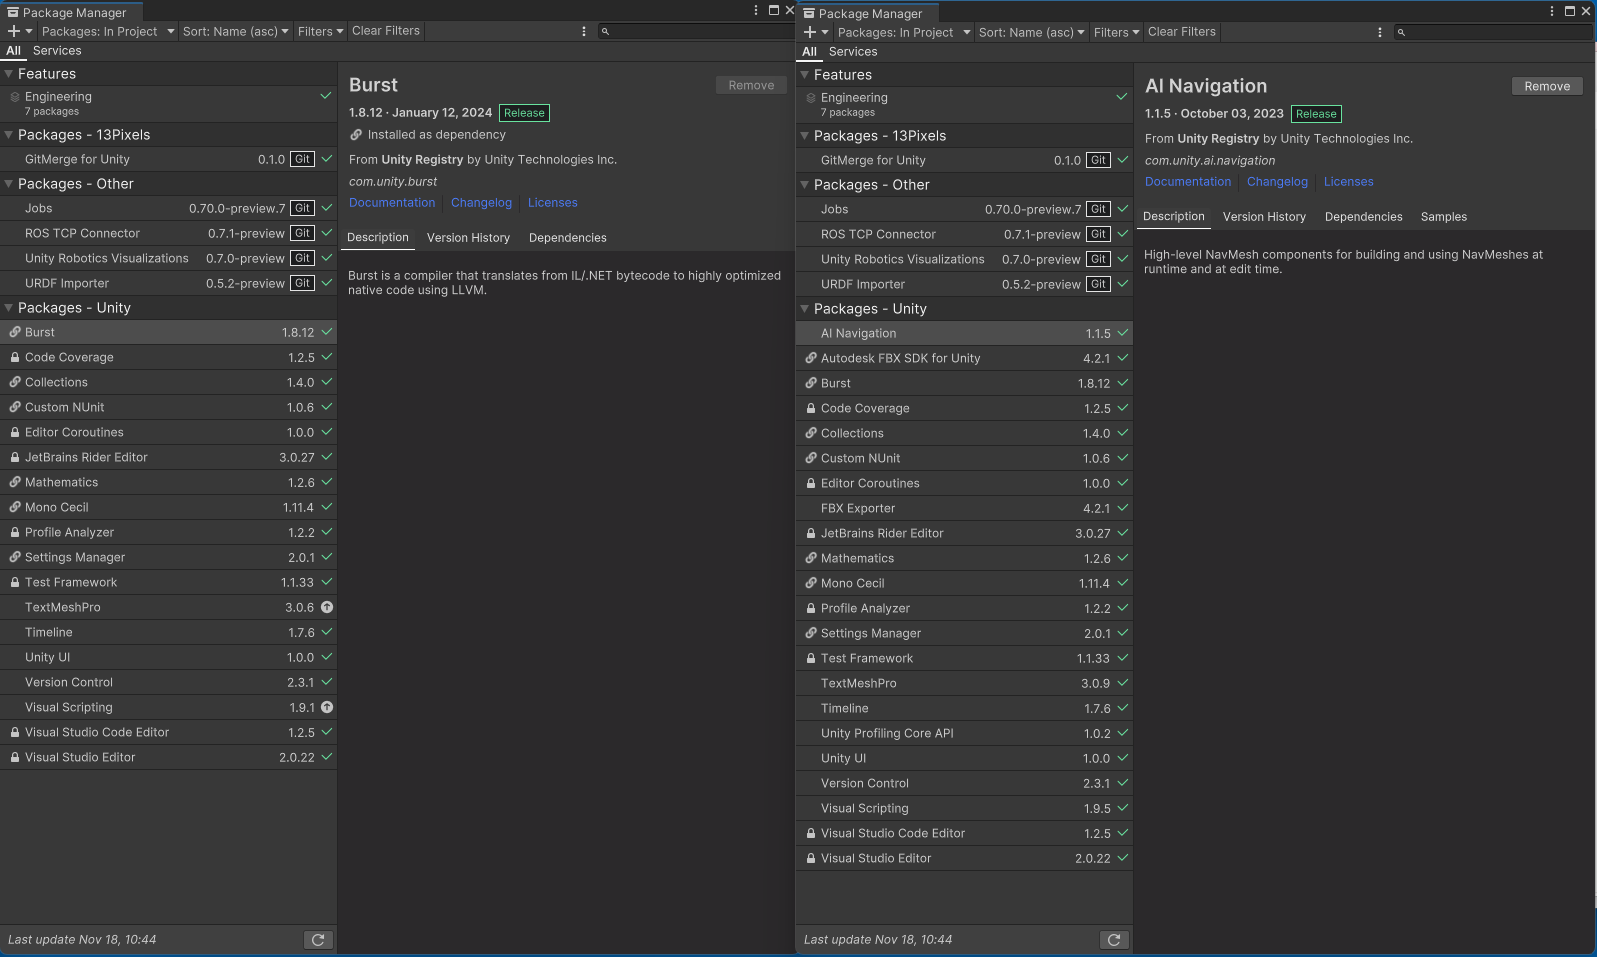 Package Manager
Packages: In Project Sort: Name (asc) Filters Clear Filters
All Services
Features
Engineering
7 packages
Packages - 13Pixels
GitMerge for Unity 0.1.0 Git
Packages - Other
Jobs 0.70.0-preview.7 Git
ROS TCP Connector 0.7.1-preview Git
Unity Robotics Visualizations 0.7.0-preview Git
URDF Importer 0.5.2-preview Git
Packages - Unity
Burst 1.8.12
Code Coverage 1.2.5
Collections 1.4.0
Custom NUnit 1.0.6
Editor Coroutines 1.0.0
JetBrains Rider Editor 3.0.27
Mathematics 1.2.6
Mono Cecil 1.11.4
Profile Analyzer 1.2.2
Settings Manager 2.0.1
Test Framework 1.1.33
TextMeshPro 3.0.6
Timeline 1.7.6
Unity UI 1.0.0
Version Control 2.3.1
Visual Scripting 1.9.1
Visual Studio Code Editor 1.2.5
Visual Studio Editor 2.0.22
Last update Nov 18, 10:44
Burst Remove
1.8.12 · January 12, 2024 Release
Installed as dependency
From Unity Registry by Unity Technologies Inc.
com.unity.burst
Documentation Changelog Licenses
Description Version History Dependencies
Burst is a compiler that translates from IL/.NET bytecode to highly optimized
native code using LLVM.
Package Manager
Packages: In Project Sort: Name (asc) Filters Clear Filters
All Services
Features
Engineering
7 packages
Packages - 13Pixels
GitMerge for Unity 0.1.0 Git
Packages - Other
Jobs 0.70.0-preview.7 Git
ROS TCP Connector 0.7.1-preview Git
Unity Robotics Visualizations 0.7.0-preview Git
URDF Importer 0.5.2-preview Git
Packages - Unity
AI Navigation 1.1.5
Autodesk FBX SDK for Unity 4.2.1
Burst 1.8.12
Code Coverage 1.2.5
Collections 1.4.0
Custom NUnit 1.0.6
Editor Coroutines 1.0.0
FBX Exporter 4.2.1
JetBrains Rider Editor 3.0.27
Mathematics 1.2.6
Mono Cecil 1.11.4
Profile Analyzer 1.2.2
Settings Manager 2.0.1
Test Framework 1.1.33
TextMeshPro 3.0.9
Timeline 1.7.6
Unity Profiling Core API 1.0.2
Unity UI 1.0.0
Version Control 2.3.1
Visual Scripting 1.9.5
Visual Studio Code Editor 1.2.5
Visual Studio Editor 2.0.22
Last update Nov 18, 10:44
AI Navigation Remove
1.1.5 · October 03, 2023 Release
From Unity Registry by Unity Technologies Inc.
com.unity.ai.navigation
Documentation Changelog Licenses
Description Version History Dependencies Samples
High-level NavMesh components for building and using NavMeshes at
runtime and at edit time.